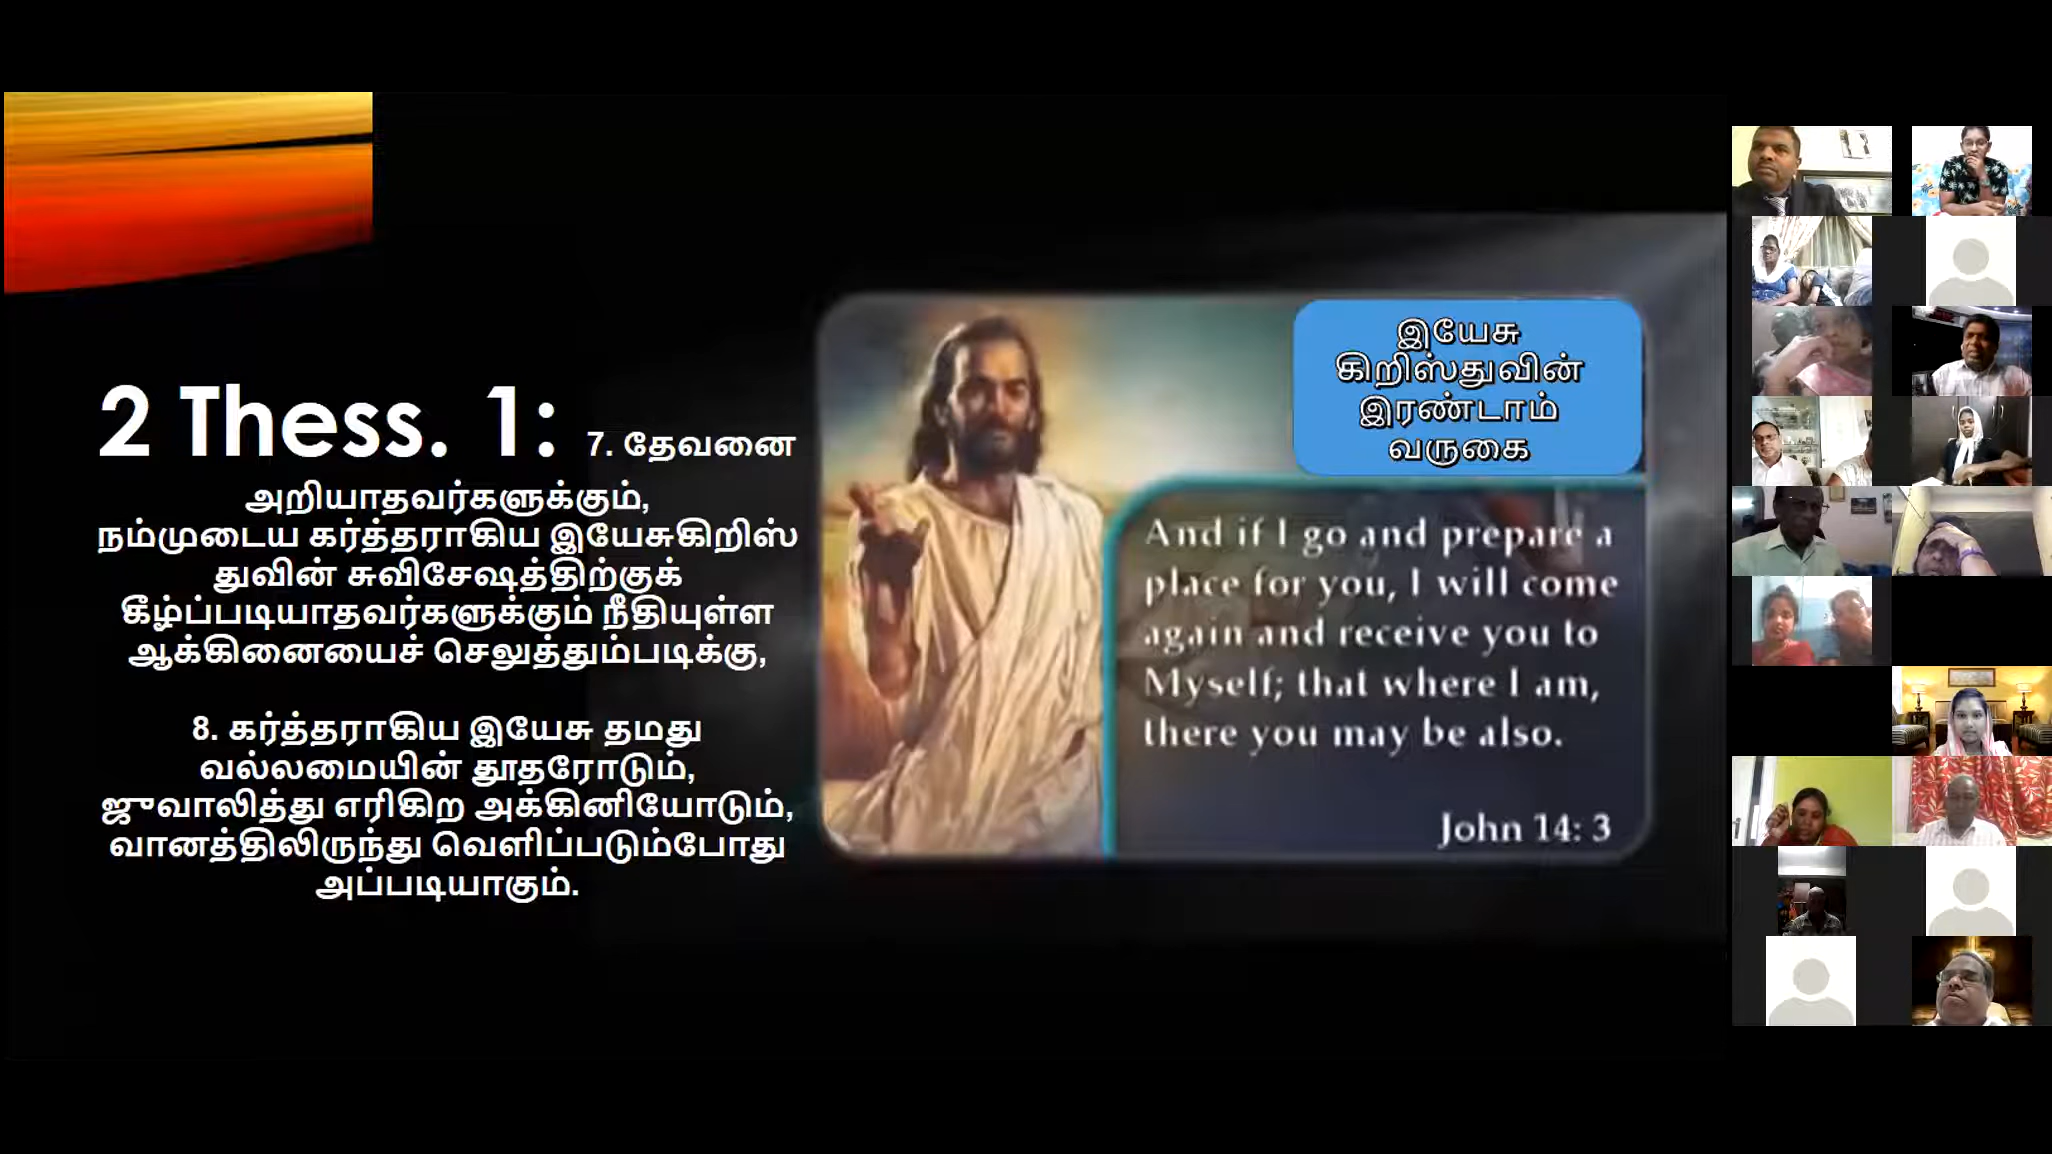 2 Thess. 1: 7. தேவனை
அறியாதவர்களுக்கும்,
நம்முடைய கர்த்தராகிய இயேசுகிறிஸ்
துவின் சுவிசேஷத்திற்குக்
கீழ்ப்படியாதவர்களுக்கும் நீதியுள்ள
ஆக்கினையைச் செலுத்தும்படிக்கு,
8. கர்த்தராகிய இயேசு தமது
வல்லமையின் தூதரோடும்,
ஜுவாலித்து எரிகிற அக்கினியோடும்,
வானத்திலிருந்து வெளிப்படும்போது
அப்படியாகும்.
இயேசு
கிறிஸ்துவின்
இரண்டாம்
வருகை
And if I go and prepare a
place for you, I will come
again and receive you to
Myself; that where I am,
there you may be also.
John 14: 3